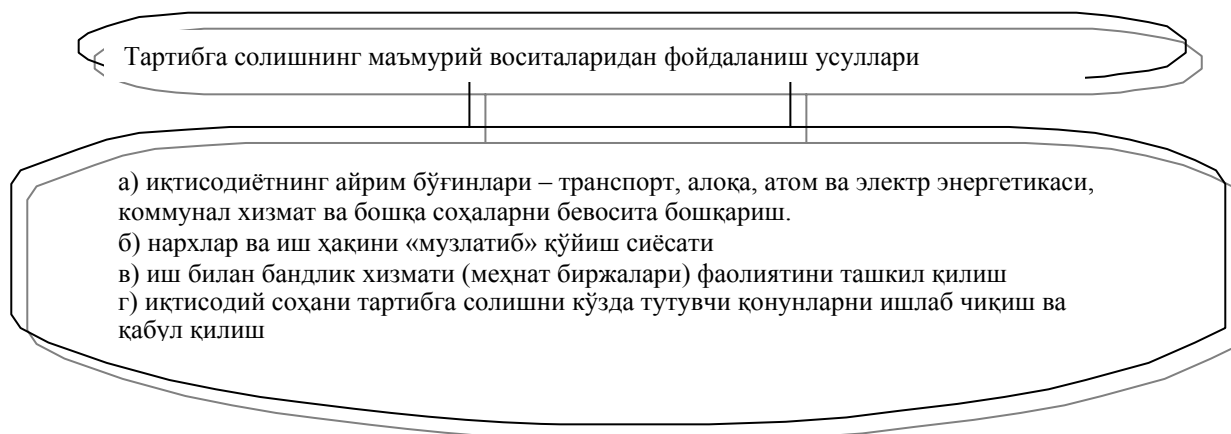 Тартибга солишнинг маъмурий воситаларидан фойдаланиш усуллари
а) иқтисодиётнинг айрим бўғинлари – транспорт, алоқа, атом ва электр энергетикаси,
коммунал хизмат ва бошқа соҳаларни бевосита бошқариш.
б) нархлар ва иш ҳақини «музлатиб» қўйиш сиёсати
в) иш билан бандлик хизмати (меҳнат биржалари) фаолиятини ташкил қилиш
г) иқтисодий соҳани тартибга солишни кўзда тутувчи қонунларни ишлаб чиқиш ва
қабул қилиш